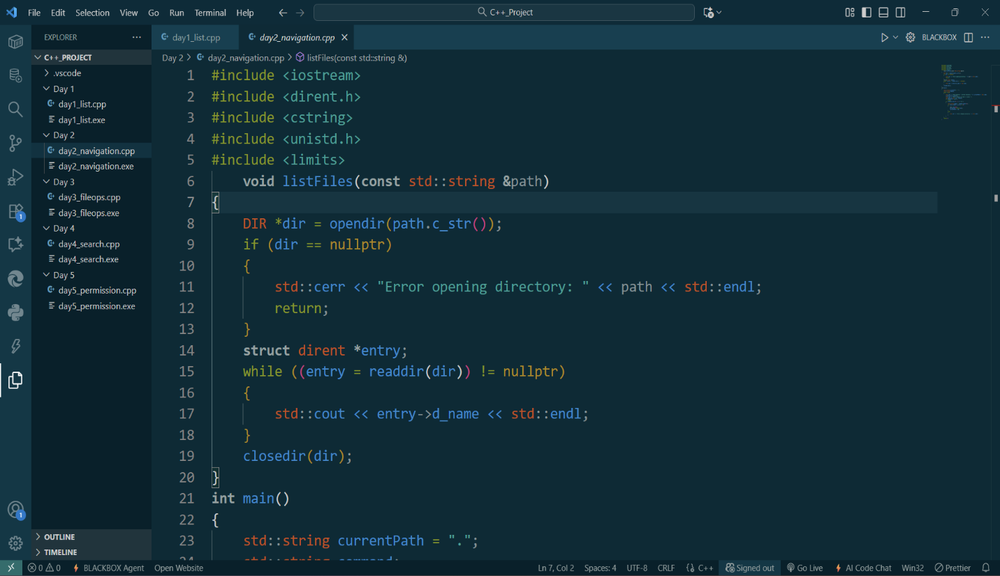 File Edit Selection View Go Run Terminal Help
C++_Project
EXPLORER
C++_PROJECT
.vscode
Day 1
day1_list.cpp
day1_list.exe
Day 2
day2_navigation.cpp
day2_navigation.exe
Day 3
day3_fileops.cpp
day3_fileops.exe
Day 4
day4_search.cpp
day4_search.exe
Day 5
day5_permission.cpp
day5_permission.exe
OUTLINE
TIMELINE
1
1
day1_list.cpp day2_navigation.cpp
BLACKBOX
Day 2 > day2_navigation.cpp > listFiles(const std::string &)
1 #include <iostream>
2 #include <dirent.h>
3 #include <cstring>
4 #include <unistd.h>
5 #include <limits>
6 void listFiles(const std::string &path)
7 {
8 DIR *dir = opendir(path.c_str());
9 if (dir == nullptr)
10 {
11 std::cerr << "Error opening directory: " << path << std::endl;
12 return;
13 }
14 struct dirent *entry;
15 while ((entry = readdir(dir)) != nullptr)
16 {
17 std::cout << entry->d_name << std::endl;
18 }
19 closedir(dir);
20 }
21 int main()
22 {
23 std::string currentPath = ".";
24 std::string command;
0 0 BLACKBOX Agent Open Website Ln 7, Col 2 Spaces: 4 UTF-8 CRLF {} C++ Signed out Go Live AI Code Chat Win32 Prettier